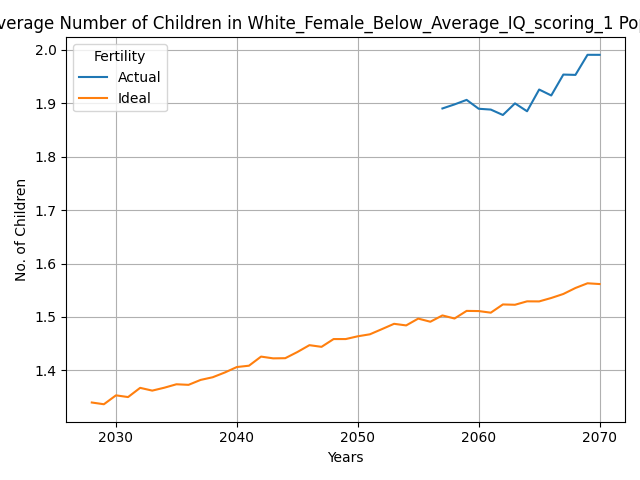 verage Number of Children in White_Female_Below_Average_IQ_scoring_1 Po
Fertility
Actual
Ideal
2.0
1.9
1.8
1.7
1.6
1.5
1.4
No. of Children
2030 2040 2050 2060 2070
Years